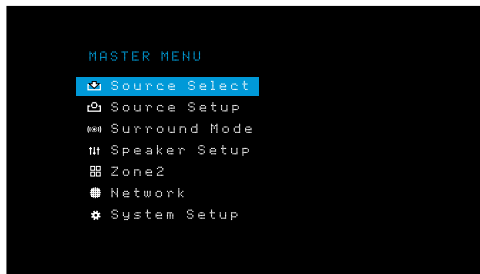 MASTER MENU
Source Select
Source Setup
Surround Mode
Speaker Setup
Zone2
Network
System Setup